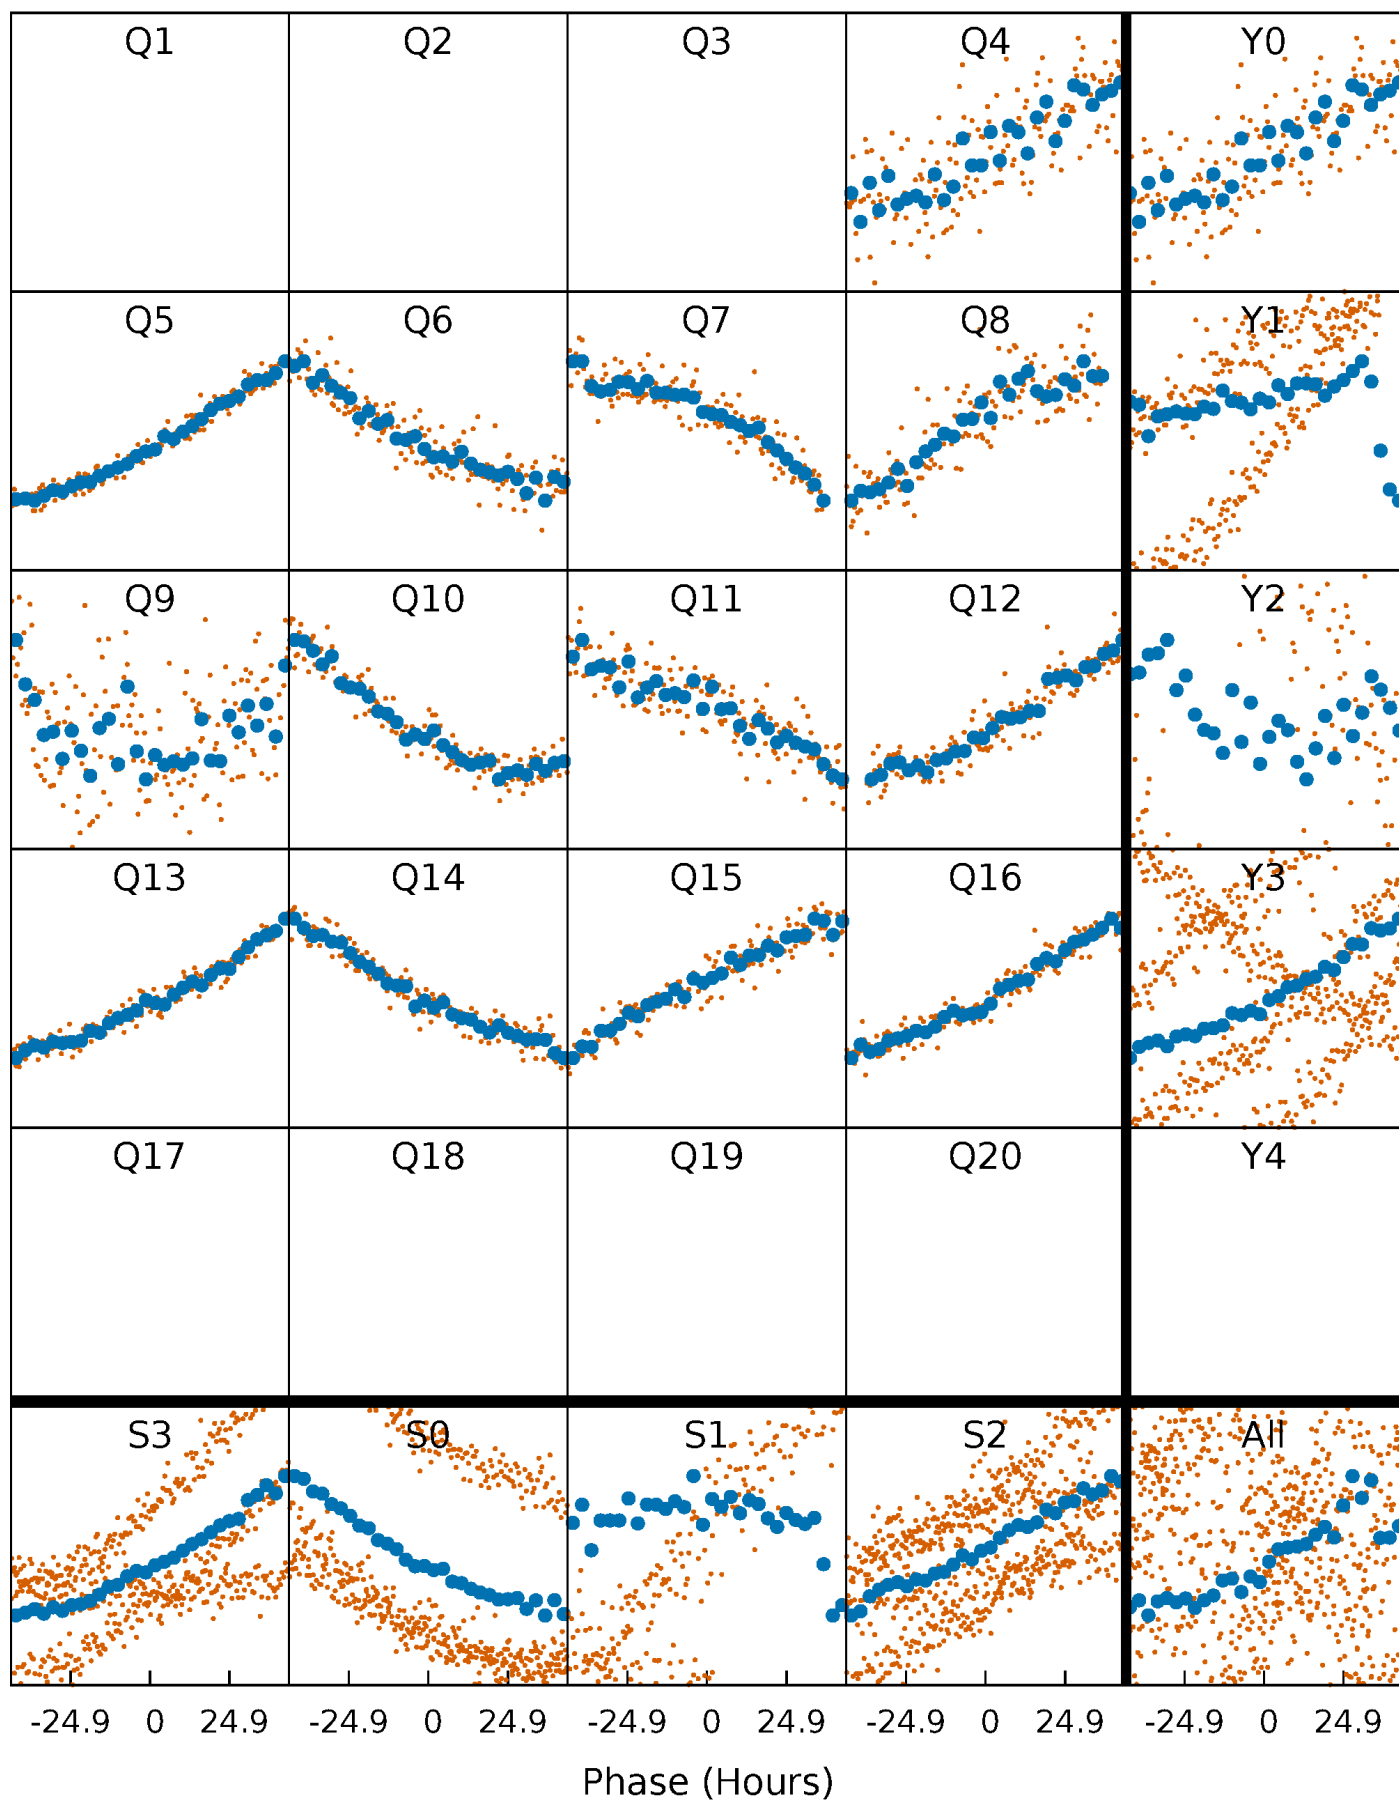 Q1 Q2 Q3 Q4 Y0
Q5 Q6 Q7 Q8 Y1
Q9 Q10 Q11 Q12 Y2
Q13 Q14 Q15 Q16 Y3
Q17 Q18 Q19 Q20 Y4
S3 S0 S1 S2 All
-24.9 0 24.9 -24.9 0 24.9 -24.9 0 24.9 -24.9 0 24.9 -24.9 0 24.9
Phase (Hours)